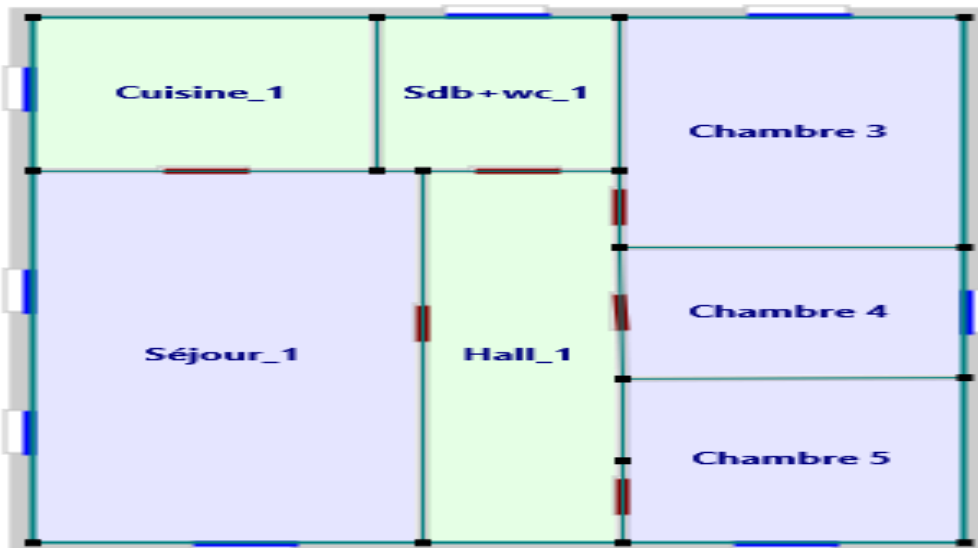 Cuisine_1
Sdb+wc_1
Chambre 3
Chambre 4
Séjour_1
Hall_1
Chambre 5